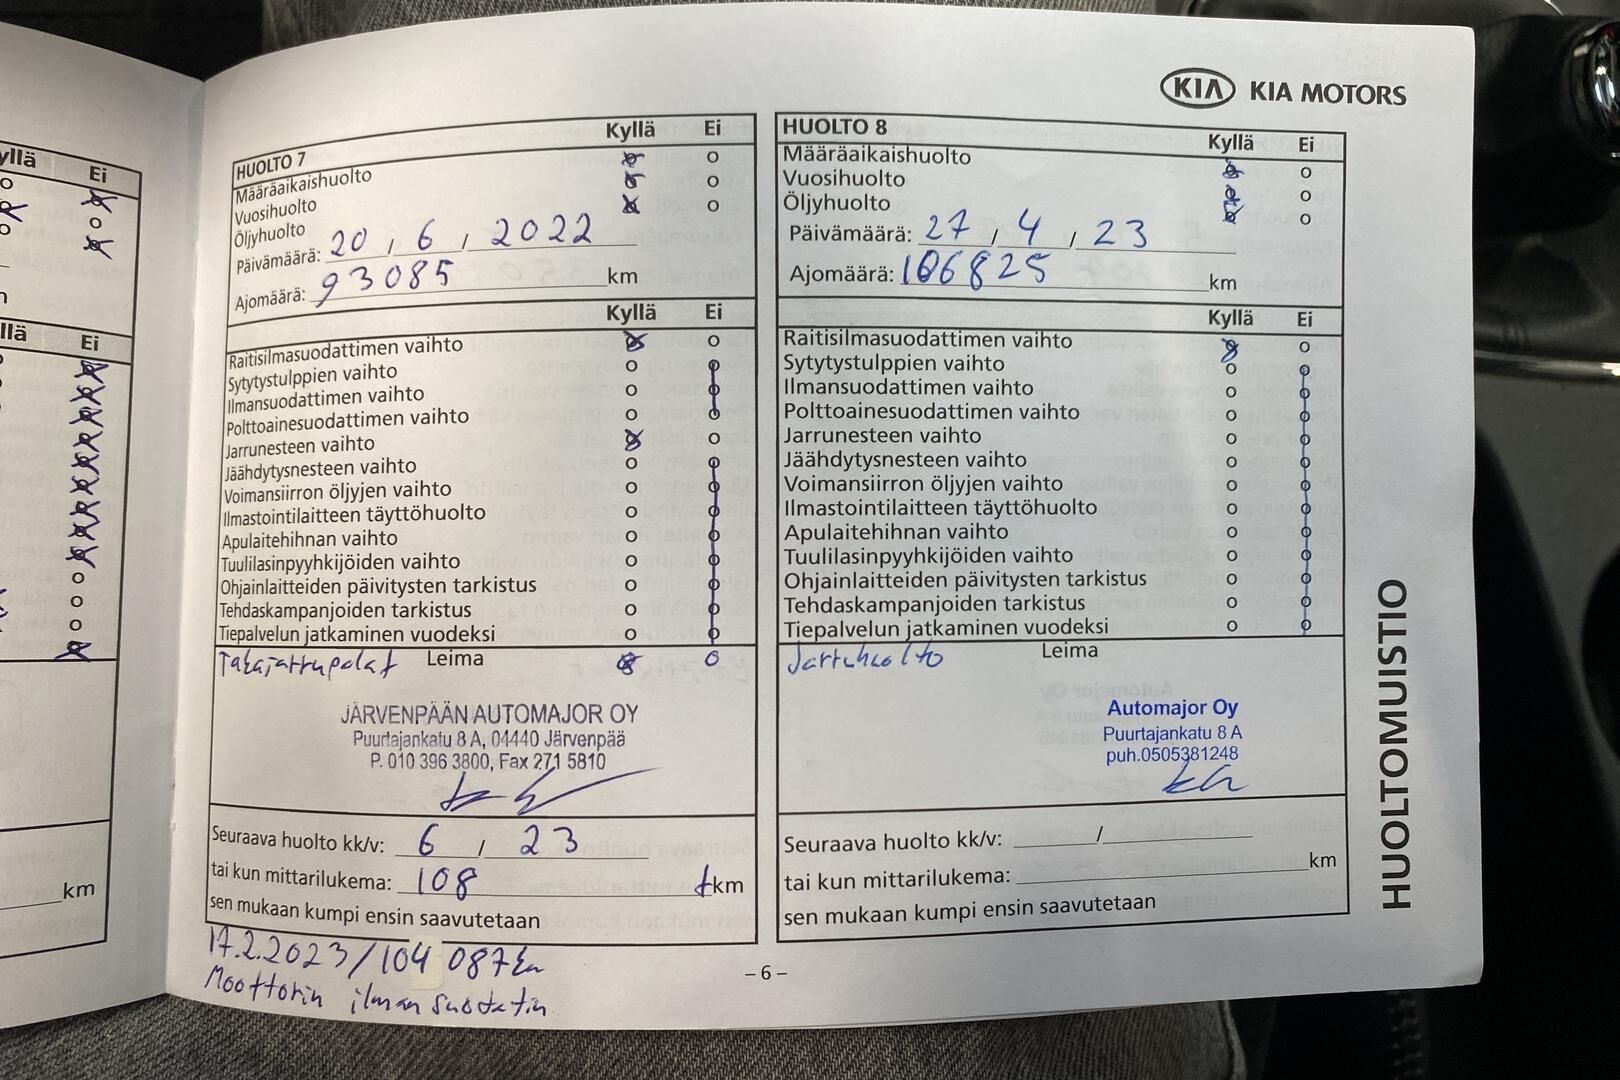 KIA KIA MOTORS
yllä Ei
llä Ei
km
Kyllä Ei
HUOLTO 7
Määräaikaishuolto
Vuosihuolto
Öljyhuolto
Päivämäärä: 20 / 6 / 2022
Ajomäärä: 93085 km
Kyllä Ei
Raitisilmasuodattimen vaihto
Sytytystulppien vaihto
Ilmansuodattimen vaihto
Polttoainesuodattimen vaihto
Jarrunesteen vaihto
Jäähdytysnesteen vaihto
Voimansiirron öljyjen vaihto
Ilmastointilaitteen täyttöhuolto
Apulaitehihnan vaihto
Tuulilasinpyyhkijöiden vaihto
Ohjainlaitteiden päivitysten tarkistus
Tehdaskampanjoiden tarkistus
Tiepalvelun jatkaminen vuodeksi
Takajarrupalat Leima
JÄRVENPÄÄN AUTOMAJOR OY
Puurtajankatu 8 A, 04440 Järvenpää
P. 010 396 3800, Fax 271 5810
Seuraava huolto kk/v: 6 / 23
tai kun mittarilukema: 108 tkm
sen mukaan kumpi ensin saavutetaan
17.2.2023/104 087km
Moottorin ilman suodatin
HUOLTO 8
Kyllä Ei
Määräaikaishuolto
Vuosihuolto
Öljyhuolto
Päivämäärä: 27 / 4 / 23
Ajomäärä: 106825 km
Kyllä Ei
Raitisilmasuodattimen vaihto
Sytytystulppien vaihto
Ilmansuodattimen vaihto
Polttoainesuodattimen vaihto
Jarrunesteen vaihto
Jäähdytysnesteen vaihto
Voimansiirron öljyjen vaihto
Ilmastointilaitteen täyttöhuolto
Apulaitehihnan vaihto
Tuulilasinpyyhkijöiden vaihto
Ohjainlaitteiden päivitysten tarkistus
Tehdaskampanjoiden tarkistus
Tiepalvelun jatkaminen vuodeksi
Jarruhuolto Leima
Automajor Oy
Puurtajankatu 8 A
puh.0505381248
Seuraava huolto kk/v: /
tai kun mittarilukema: km
sen mukaan kumpi ensin saavutetaan
– 6 –
HUOLTOMUISTIO